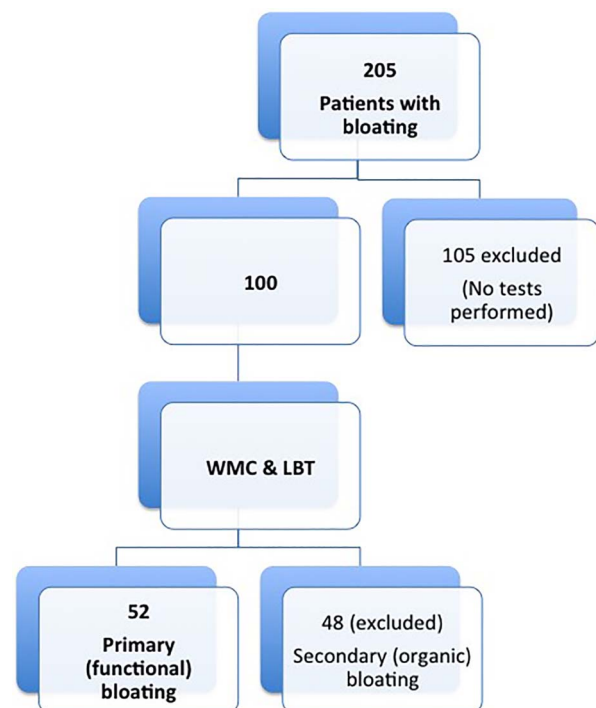 205
Patients with
bloating
100
105 excluded
(No tests
performed)
WMC & LBT
52
Primary
(functional)
bloating
48 (excluded)
Secondary (organic)
bloating